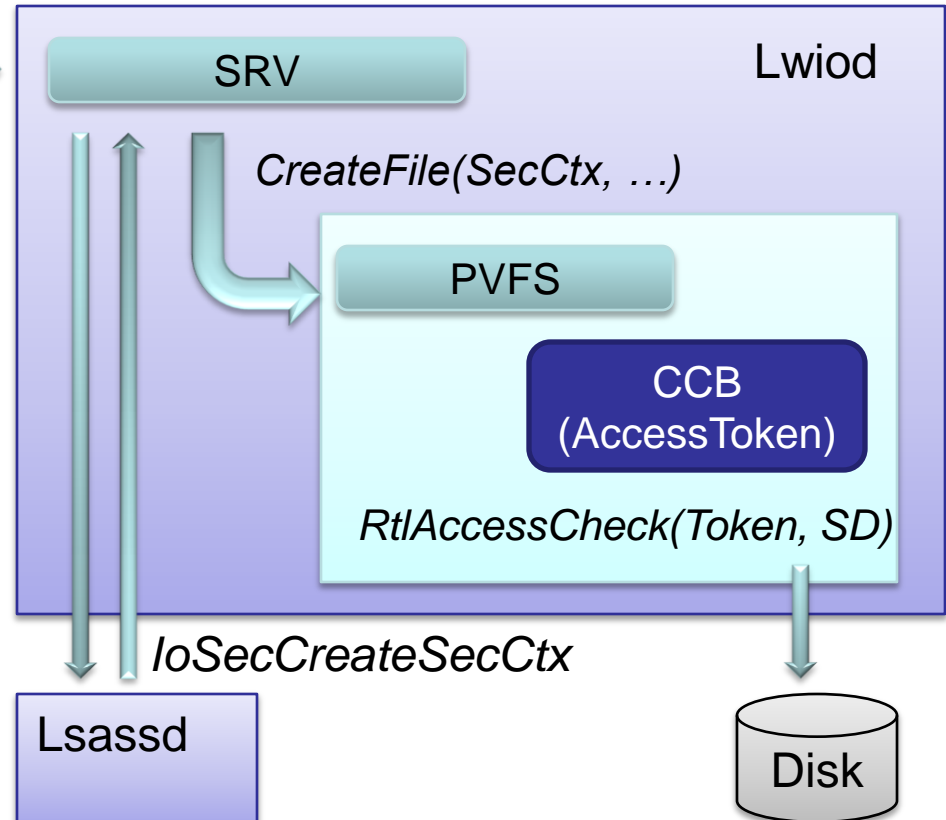 SRV
Lwiod
CreateFile(SecCtx, …)
PVFS
CCB
(AccessToken)
RtlAccessCheck(Token, SD)
IoSecCreateSecCtx
Lsassd
Disk